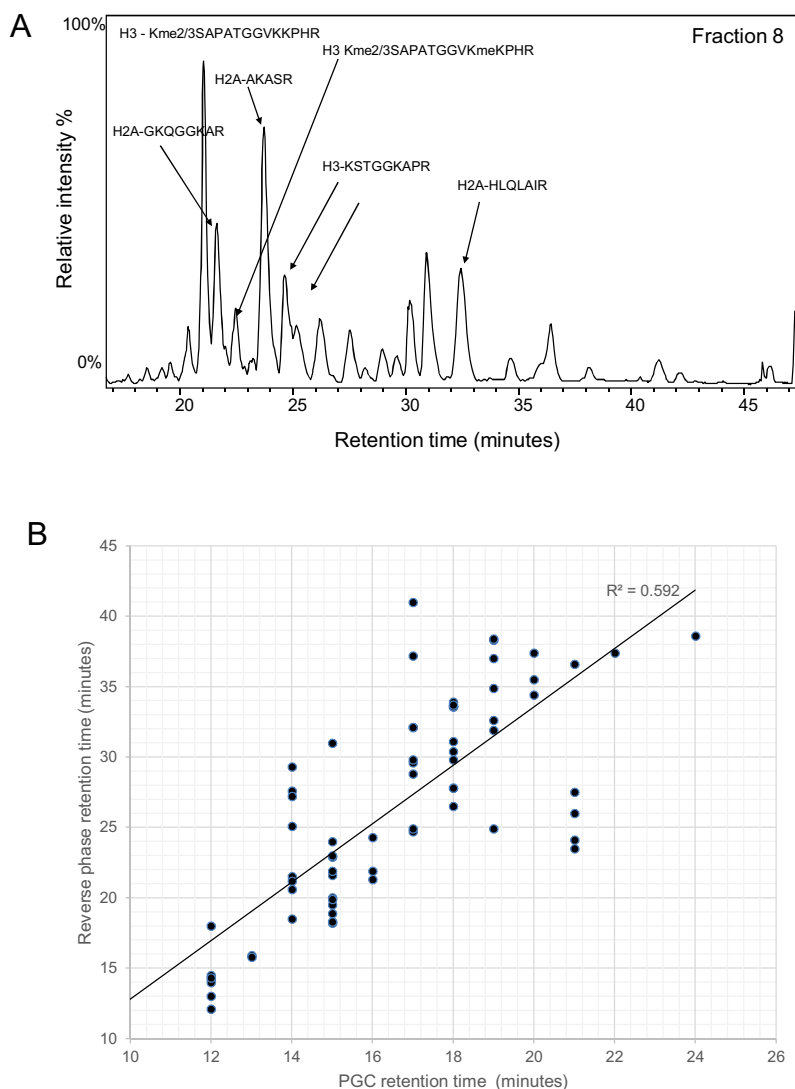 A
100%
H3 - Kme2/3SAPATGGVKKPHR
H3 Kme2/3SAPATGGVKmeKPHR
Fraction 8
H2A-AKASR
H2A-GKQGGKAR
H3-KSTGGKAPR
H2A-HLQLAIR
Relative intensity %
0%
20 25 30 35 40 45
Retention time (minutes)
B
45
40
35
30
25
20
15
10
R² = 0.592
Reverse phase retention time (minutes)
10 12 14 16 18 20 22 24 26
PGC retention time (minutes)